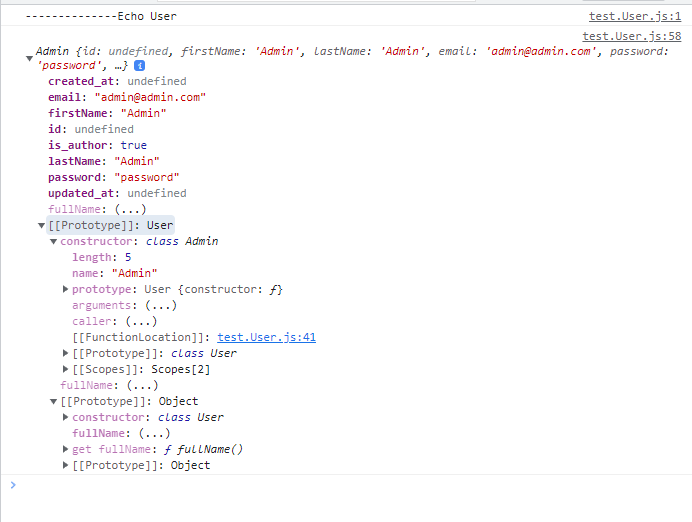 --------------Echo User test.User.js:1
test.User.js:58
Admin {id: undefined, firstName: 'Admin', lastName: 'Admin', email: 'admin@admin.com', password:
'password', …} i
created_at: undefined
email: "admin@admin.com"
firstName: "Admin"
id: undefined
is_author: true
lastName: "Admin"
password: "password"
updated_at: undefined
fullName: (...)
[[Prototype]]: User
constructor: class Admin
length: 5
name: "Admin"
prototype: User {constructor: ƒ}
arguments: (...)
caller: (...)
[[FunctionLocation]]: test.User.js:41
[[Prototype]]: class User
[[Scopes]]: Scopes[2]
fullName: (...)
[[Prototype]]: Object
constructor: class User
fullName: (...)
get fullName: ƒ fullName()
[[Prototype]]: Object